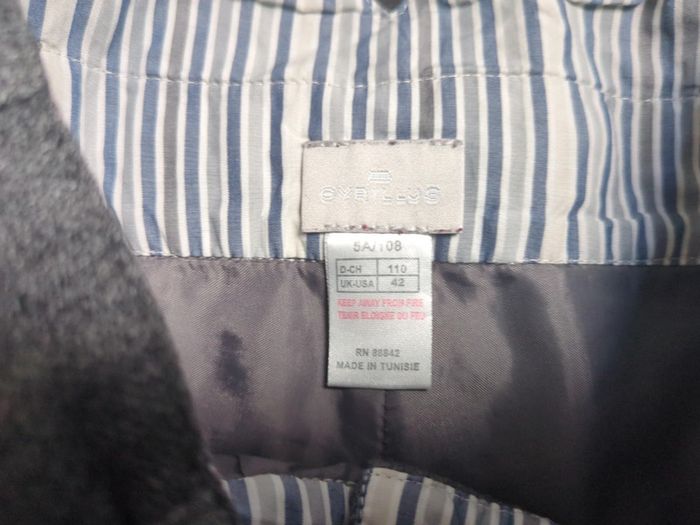 CYRILLUS
5A/108
D-CH 110
UK-USA 42
KEEP AWAY FROM FIRE
TENIR ELOIGNE DU FEU
RN 88842
MADE IN TUNISIE